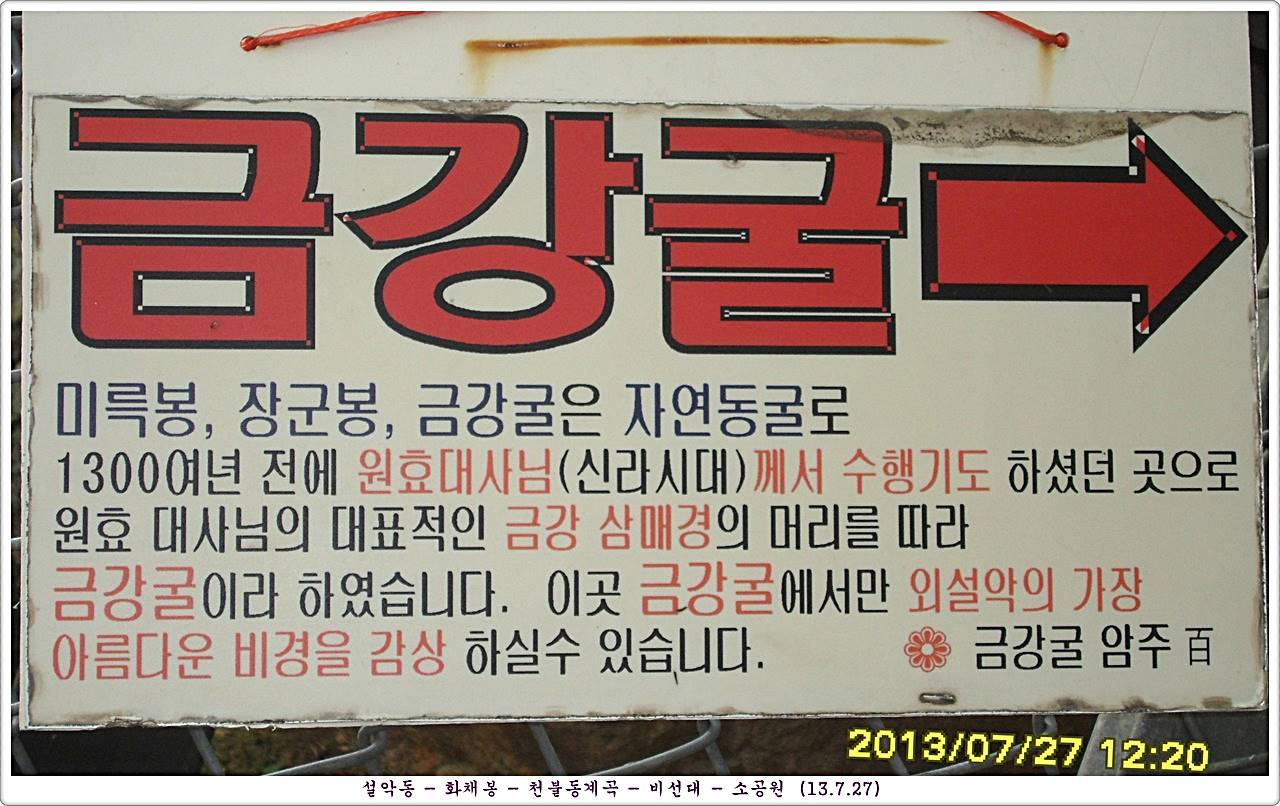 금강굴
미륵봉, 장군봉, 금강굴은 자연동굴로
1300여년 전에 원효대사님(신라시대)께서 수행기도 하셨던 곳으로
원효 대사님의 대표적인 금강 삼매경의 머리를 따라
금강굴이라 하였습니다. 이곳 금강굴에서만 외설악의 가장
아름다운 비경을 감상 하실수 있습니다.
금강굴 암주 百
2013/07/27 12:20
설악동 - 화채봉 - 천불동계곡 - 비선대 - 소공원 (13.7.27)